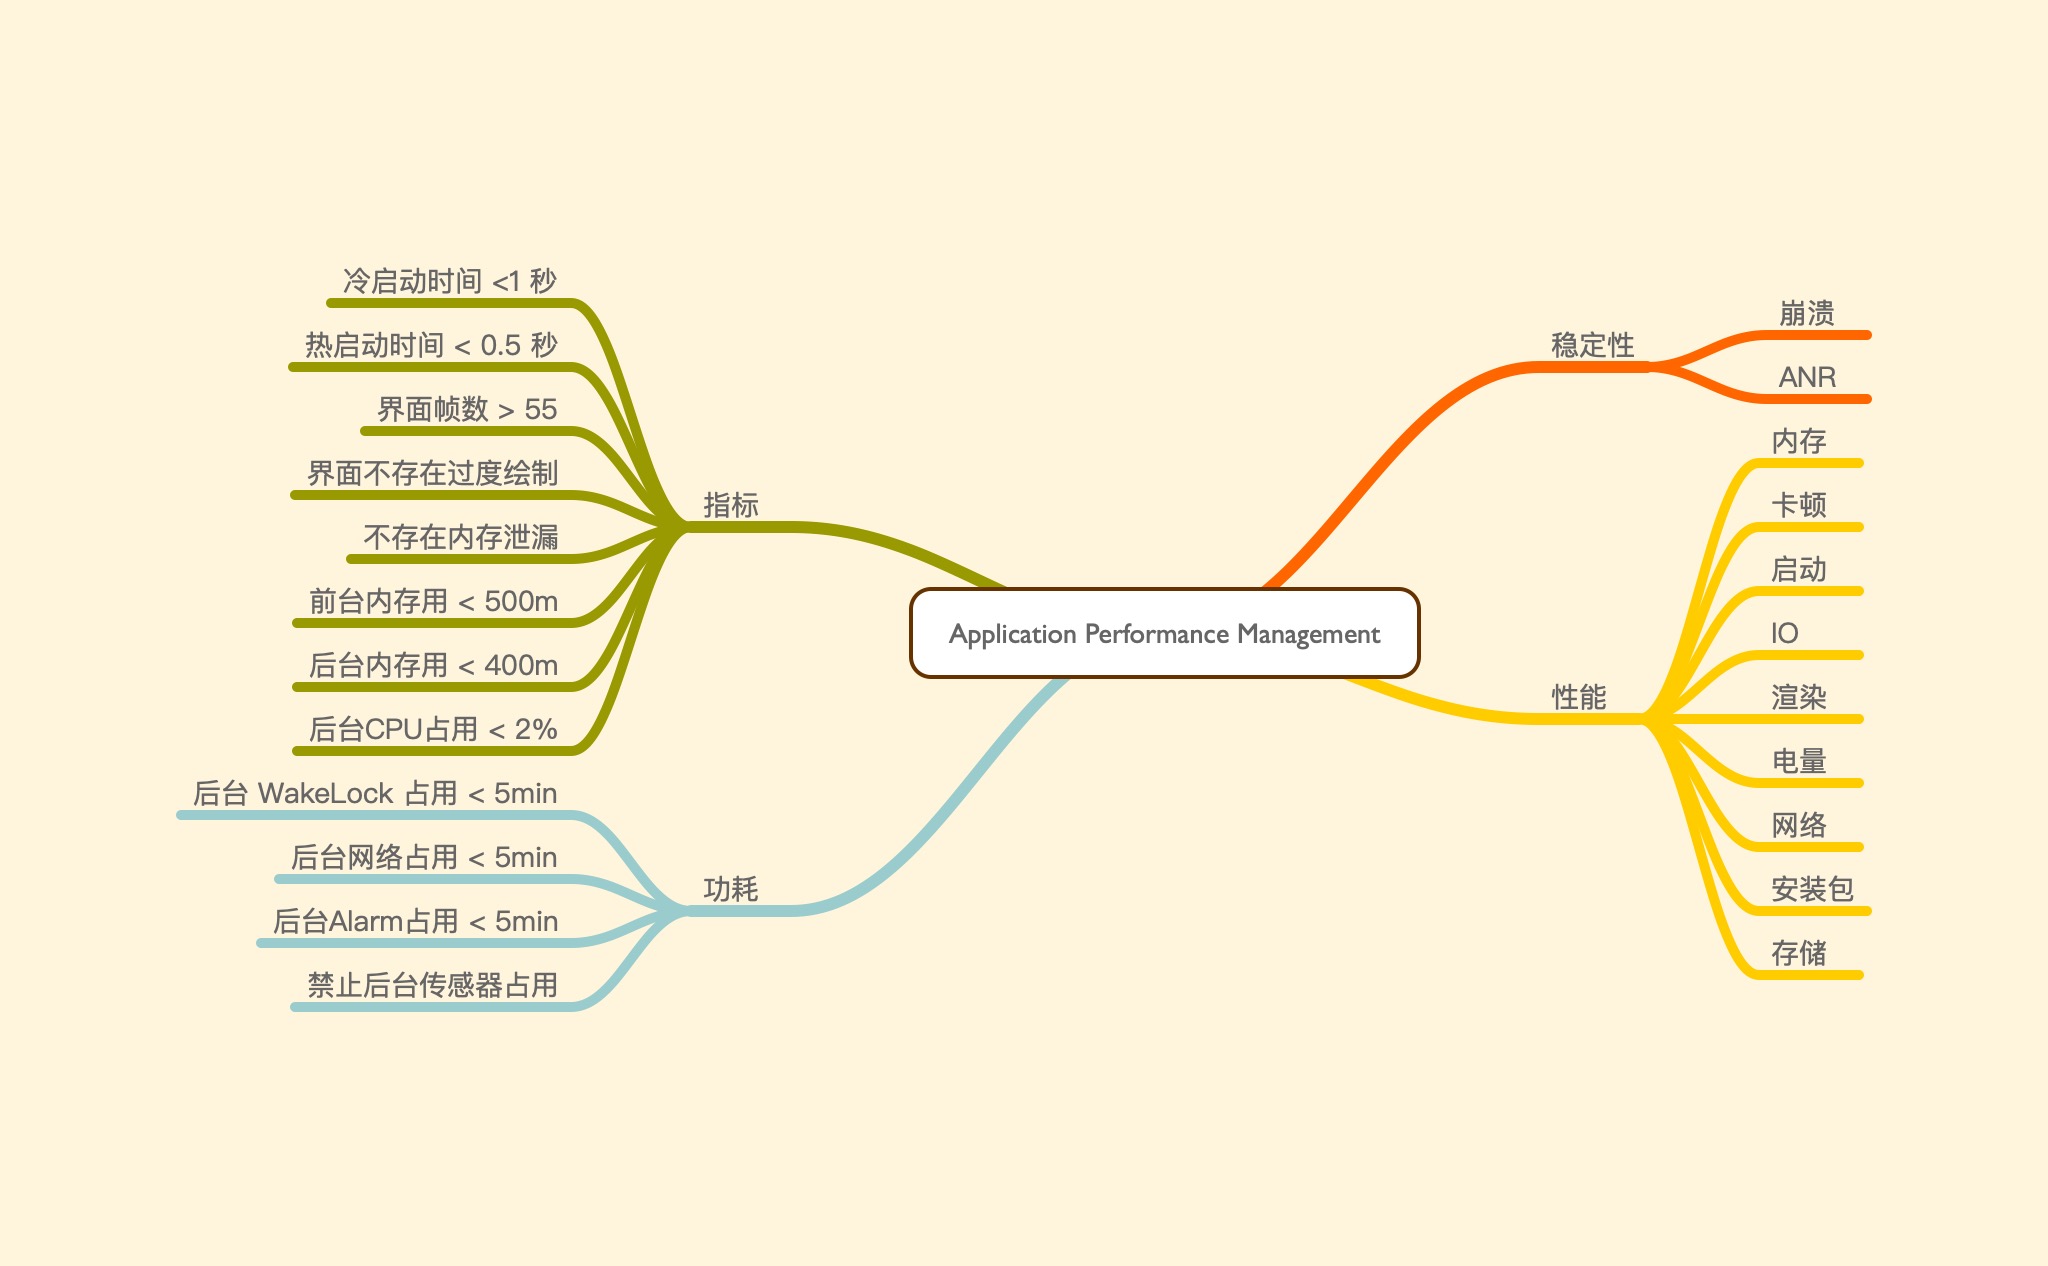 Application Performance Management
稳定性
崩溃
ANR
性能
内存
卡顿
启动
IO
渲染
电量
网络
安装包
存储
指标
冷启动时间 <1 秒
热启动时间 < 0.5 秒
界面帧数 > 55
界面不存在过度绘制
不存在内存泄漏
前台内存用 < 500m
后台内存用 < 400m
后台CPU占用 < 2%
功耗
后台 WakeLock 占用 < 5min
后台网络占用 < 5min
后台Alarm占用 < 5min
禁止后台传感器占用